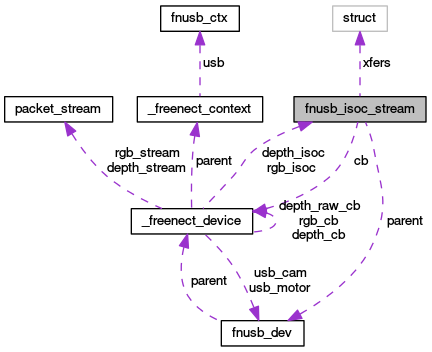 fnusb_ctx
struct
usb
xfers
packet_stream
_freenect_context
fnusb_isoc_stream
rgb_stream
depth_stream
parent
depth_isoc
rgb_isoc
cb
_freenect_device
depth_raw_cb
rgb_cb
depth_cb
parent
parent
usb_cam
usb_motor
fnusb_dev